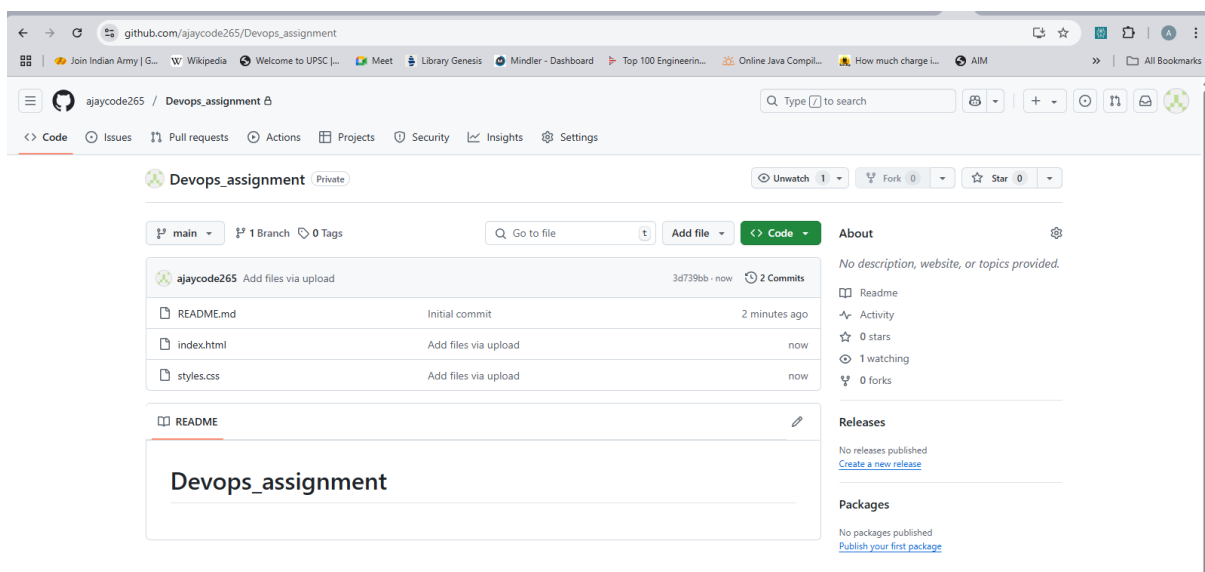 github.com/ajaycode265/Devops_assignment
A
Join Indian Army | G... W Wikipedia Welcome to UPSC |... Meet Library Genesis Mindler - Dashboard Top 100 Engineerin... Online Java Compil... How much charge i... AIM » All Bookmarks
ajaycode265 / Devops_assignment Type / to search
Code Issues Pull requests Actions Projects Security Insights Settings
Devops_assignment Private Unwatch 1 Fork 0 Star 0
main 1 Branch 0 Tags Go to file t Add file <> Code About
No description, website, or topics provided.
ajaycode265 Add files via upload 3d739bb · now 2 Commits
Readme
README.md Initial commit 2 minutes ago
Activity
index.html Add files via upload now
0 stars
1 watching
styles.css Add files via upload now
0 forks
README
Releases
No releases published
Create a new release
Devops_assignment
Packages
No packages published
Publish your first package